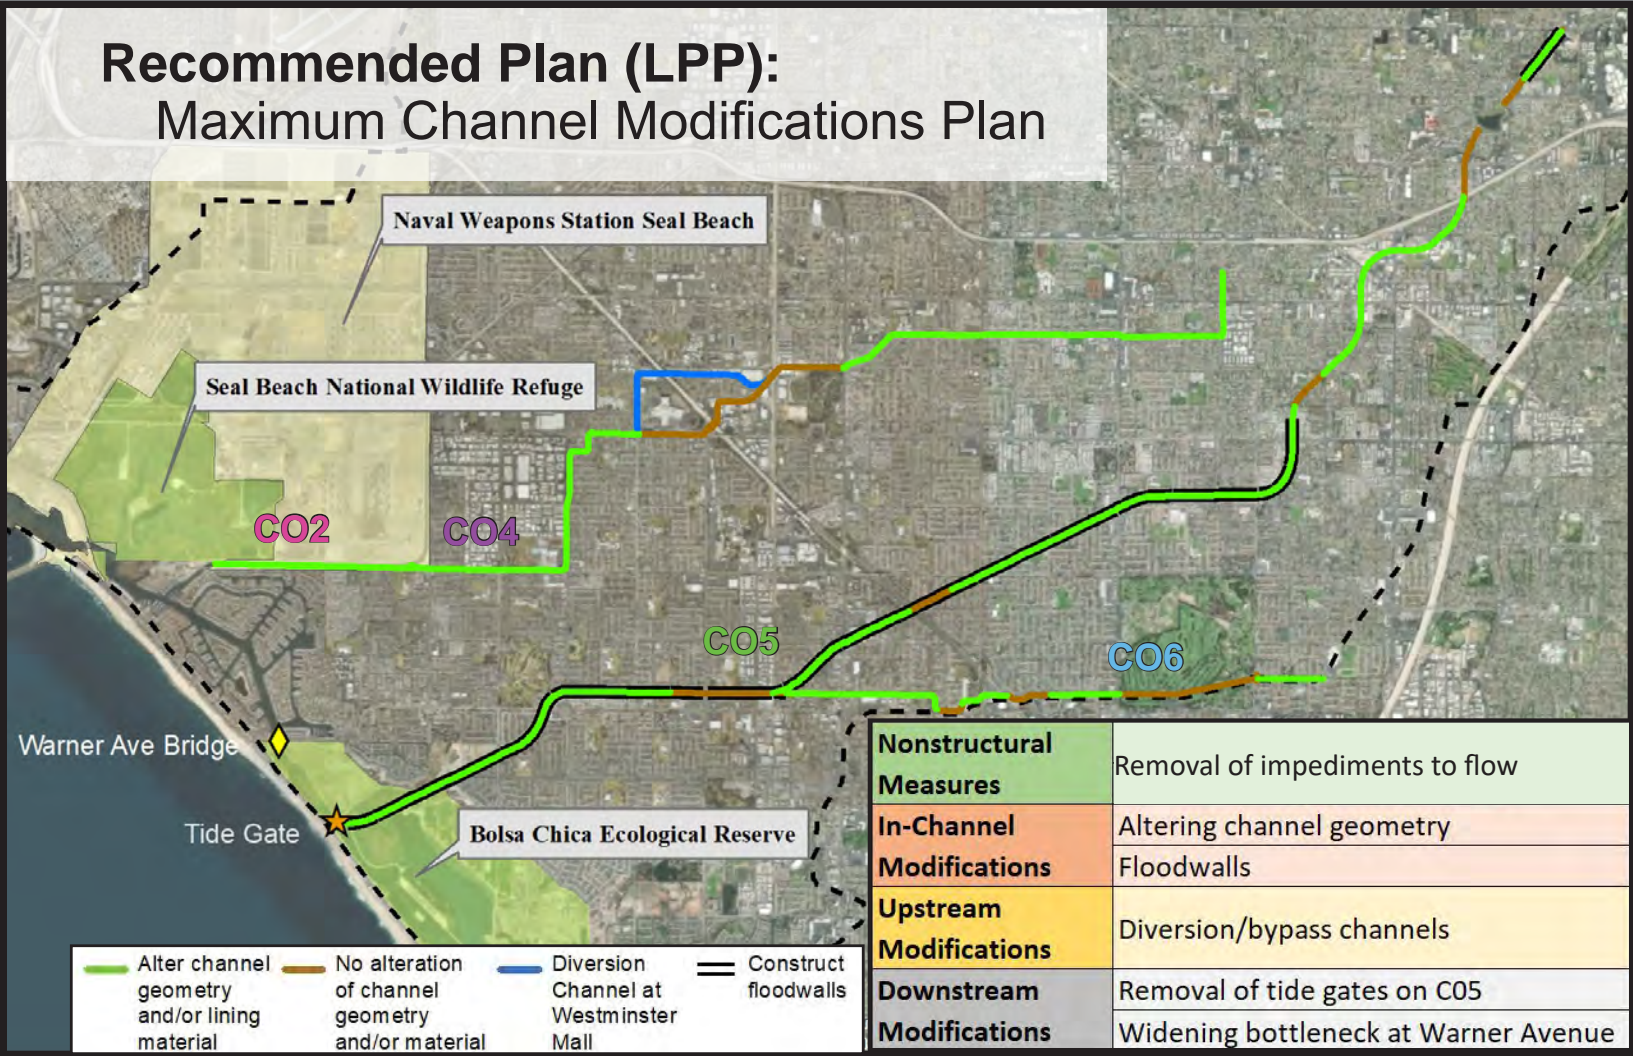 Recommended Plan (LPP):
Maximum Channel Modifications Plan
Naval Weapons Station Seal Beach
Seal Beach National Wildlife Refuge
CO2
CO4
CO5
CO6
Warner Ave Bridge
Tide Gate
Bolsa Chica Ecological Reserve
Nonstructural
Measures
Removal of impediments to flow
In-Channel
Modifications
Altering channel geometry
Floodwalls
Upstream
Modifications
Diversion/bypass channels
Downstream
Modifications
Removal of tide gates on C05
Widening bottleneck at Warner Avenue
Alter channel
geometry
and/or lining
material
No alteration
of channel
geometry
and/or material
Diversion
Channel at
Westminster
Mall
Construct
floodwalls